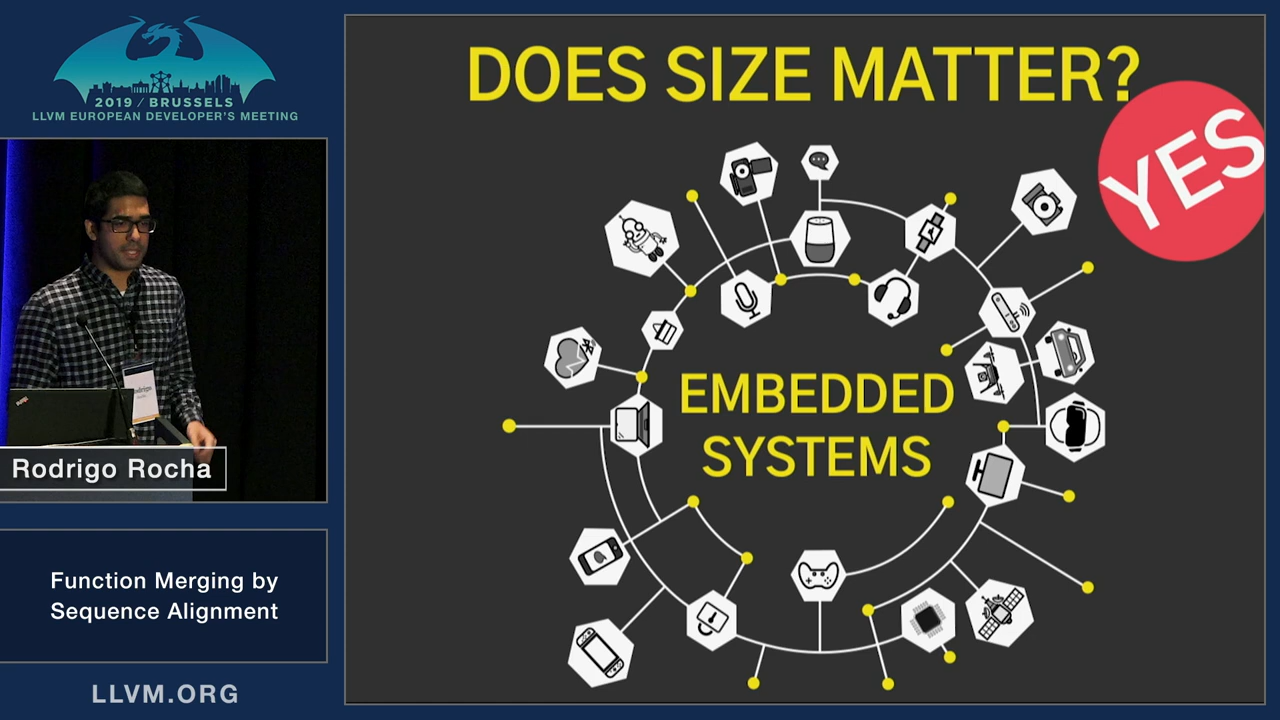 2019 / BRUSSELS
LLVM EUROPEAN DEVELOPER'S MEETING
Rodrigo Rocha
Function Merging by
Sequence Alignment
LLVM.ORG
DOES SIZE MATTER?
YES
EMBEDDED
SYSTEMS